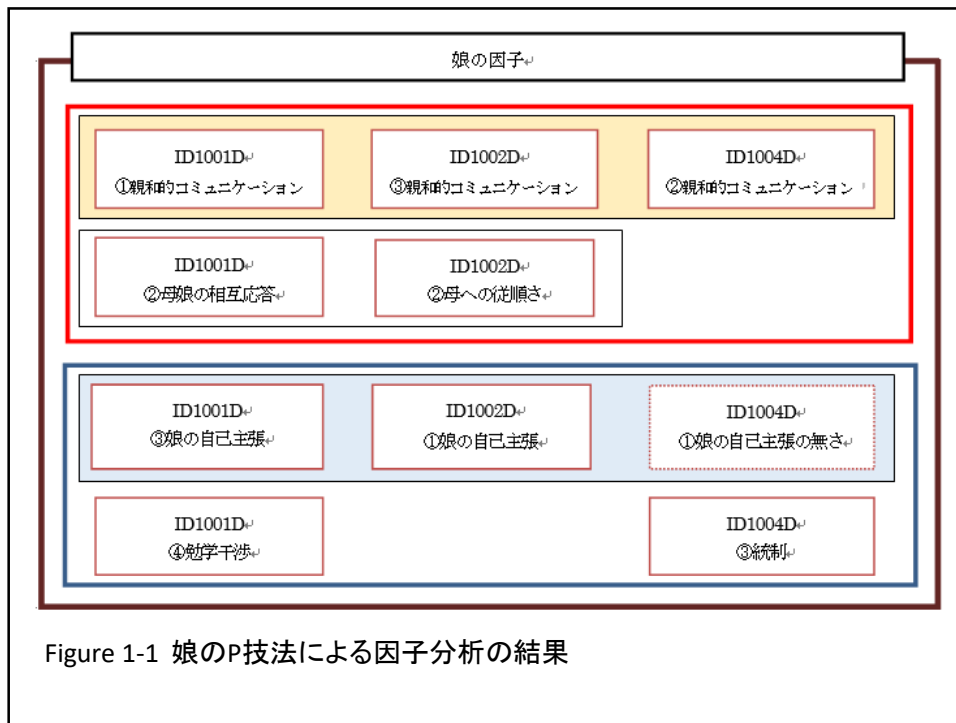 娘の因子↵
ID1001D↵
①親和的コミュニケーション
ID1002D↵
③親和的コミュニケーション
ID1004D↵
②親和的コミュニケーション↵
ID1001D↵
②母娘の相互応答↵
ID1002D↵
②母への従順さ↵
ID1001D↵
③娘の自己主張↵
ID1002D↵
①娘の自己主張↵
ID1004D↵
①娘の自己主張の無さ↵
ID1001D↵
④勉学干渉↵
ID1004D↵
③統制↵
Figure 1-1 娘のP技法による因子分析の結果